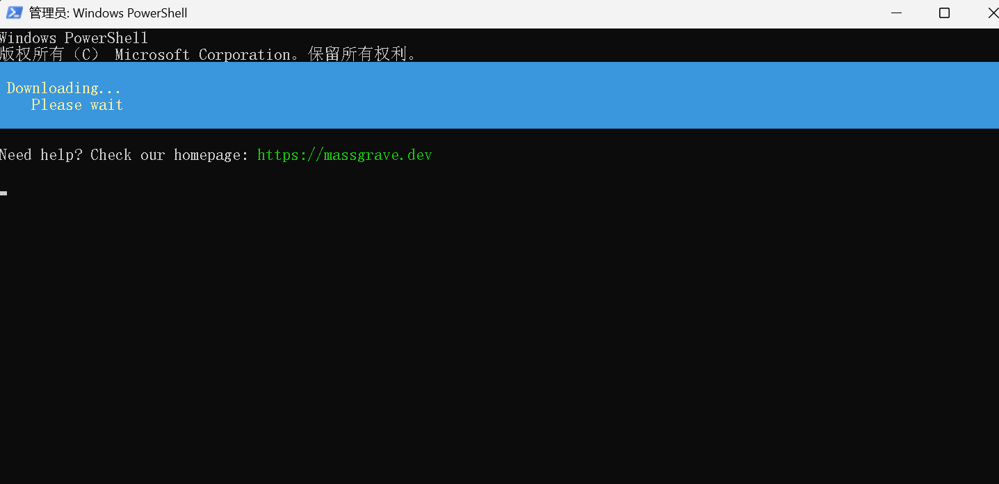 管理员: Windows PowerShell
Windows PowerShell
版权所有（C） Microsoft Corporation。保留所有权利。
Downloading...
Please wait
Need help? Check our homepage: https://massgrave.dev